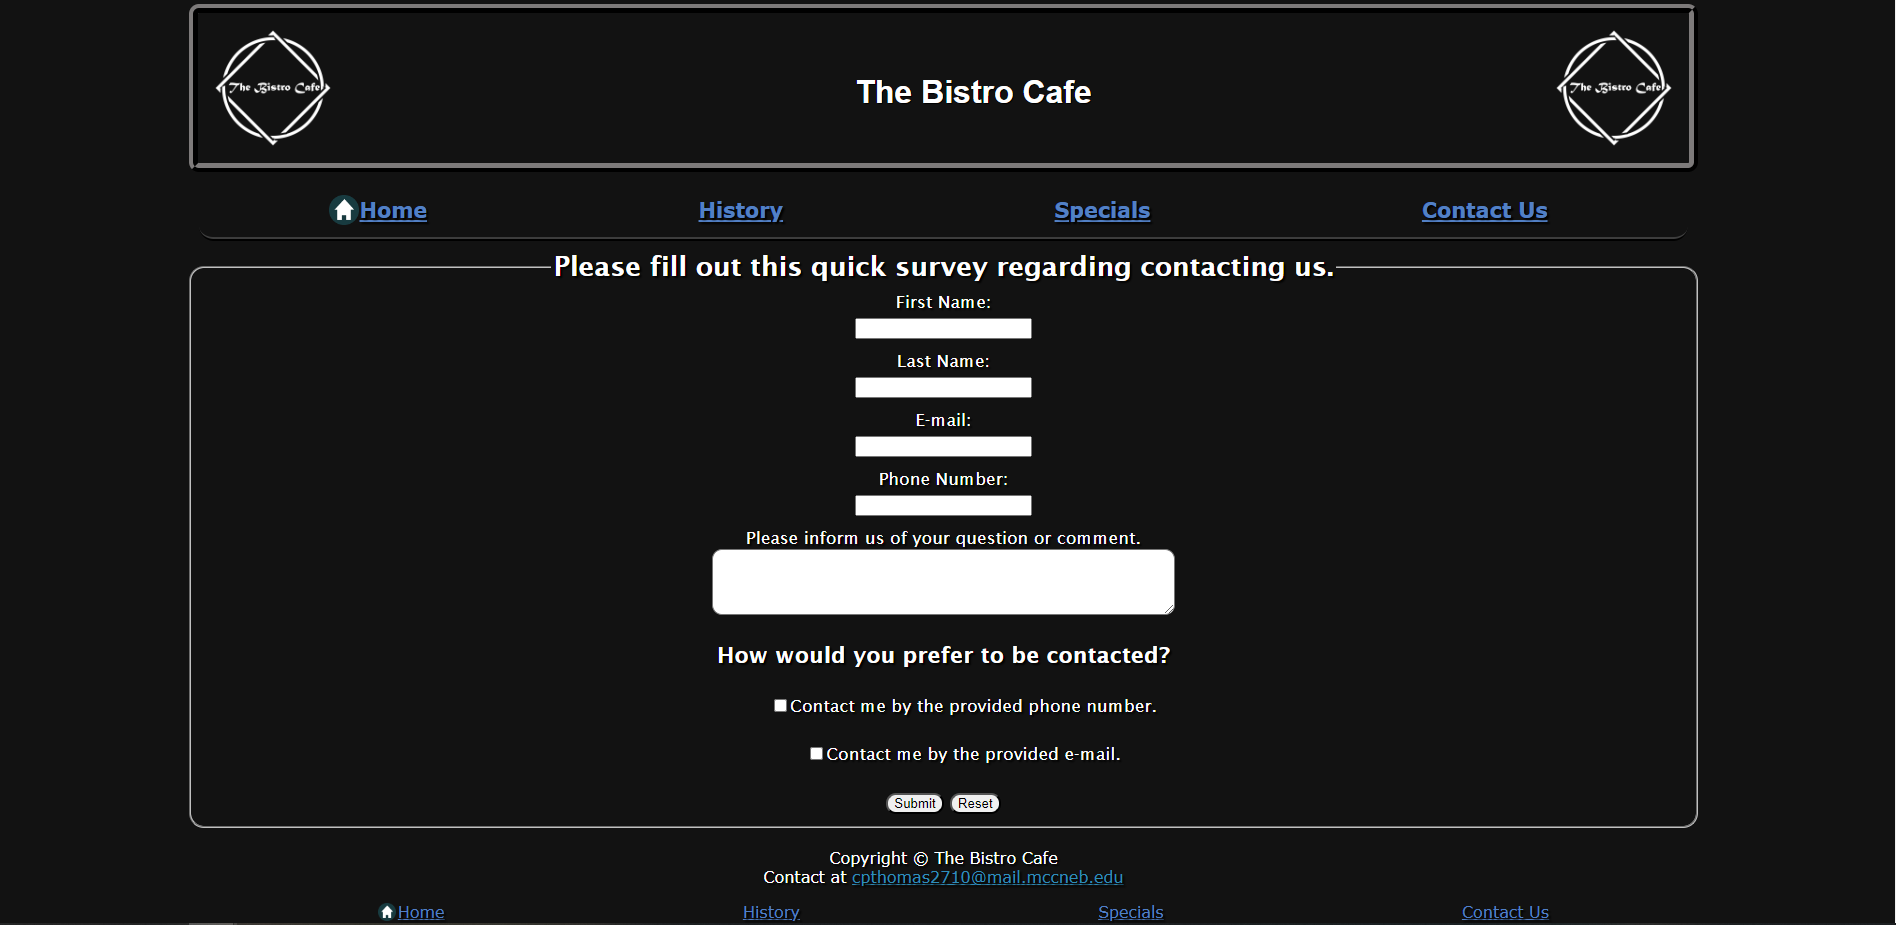 The Bistro Cafe The Bistro Cafe The Bistro Cafe
Home History Specials Contact Us
Please fill out this quick survey regarding contacting us.
First Name:
Last Name:
E-mail:
Phone Number:
Please inform us of your question or comment.
How would you prefer to be contacted?
Contact me by the provided phone number.
Contact me by the provided e-mail.
Submit Reset
Copyright © The Bistro Cafe
Contact at cpthomas2710@mail.mccneb.edu
Home History Specials Contact Us